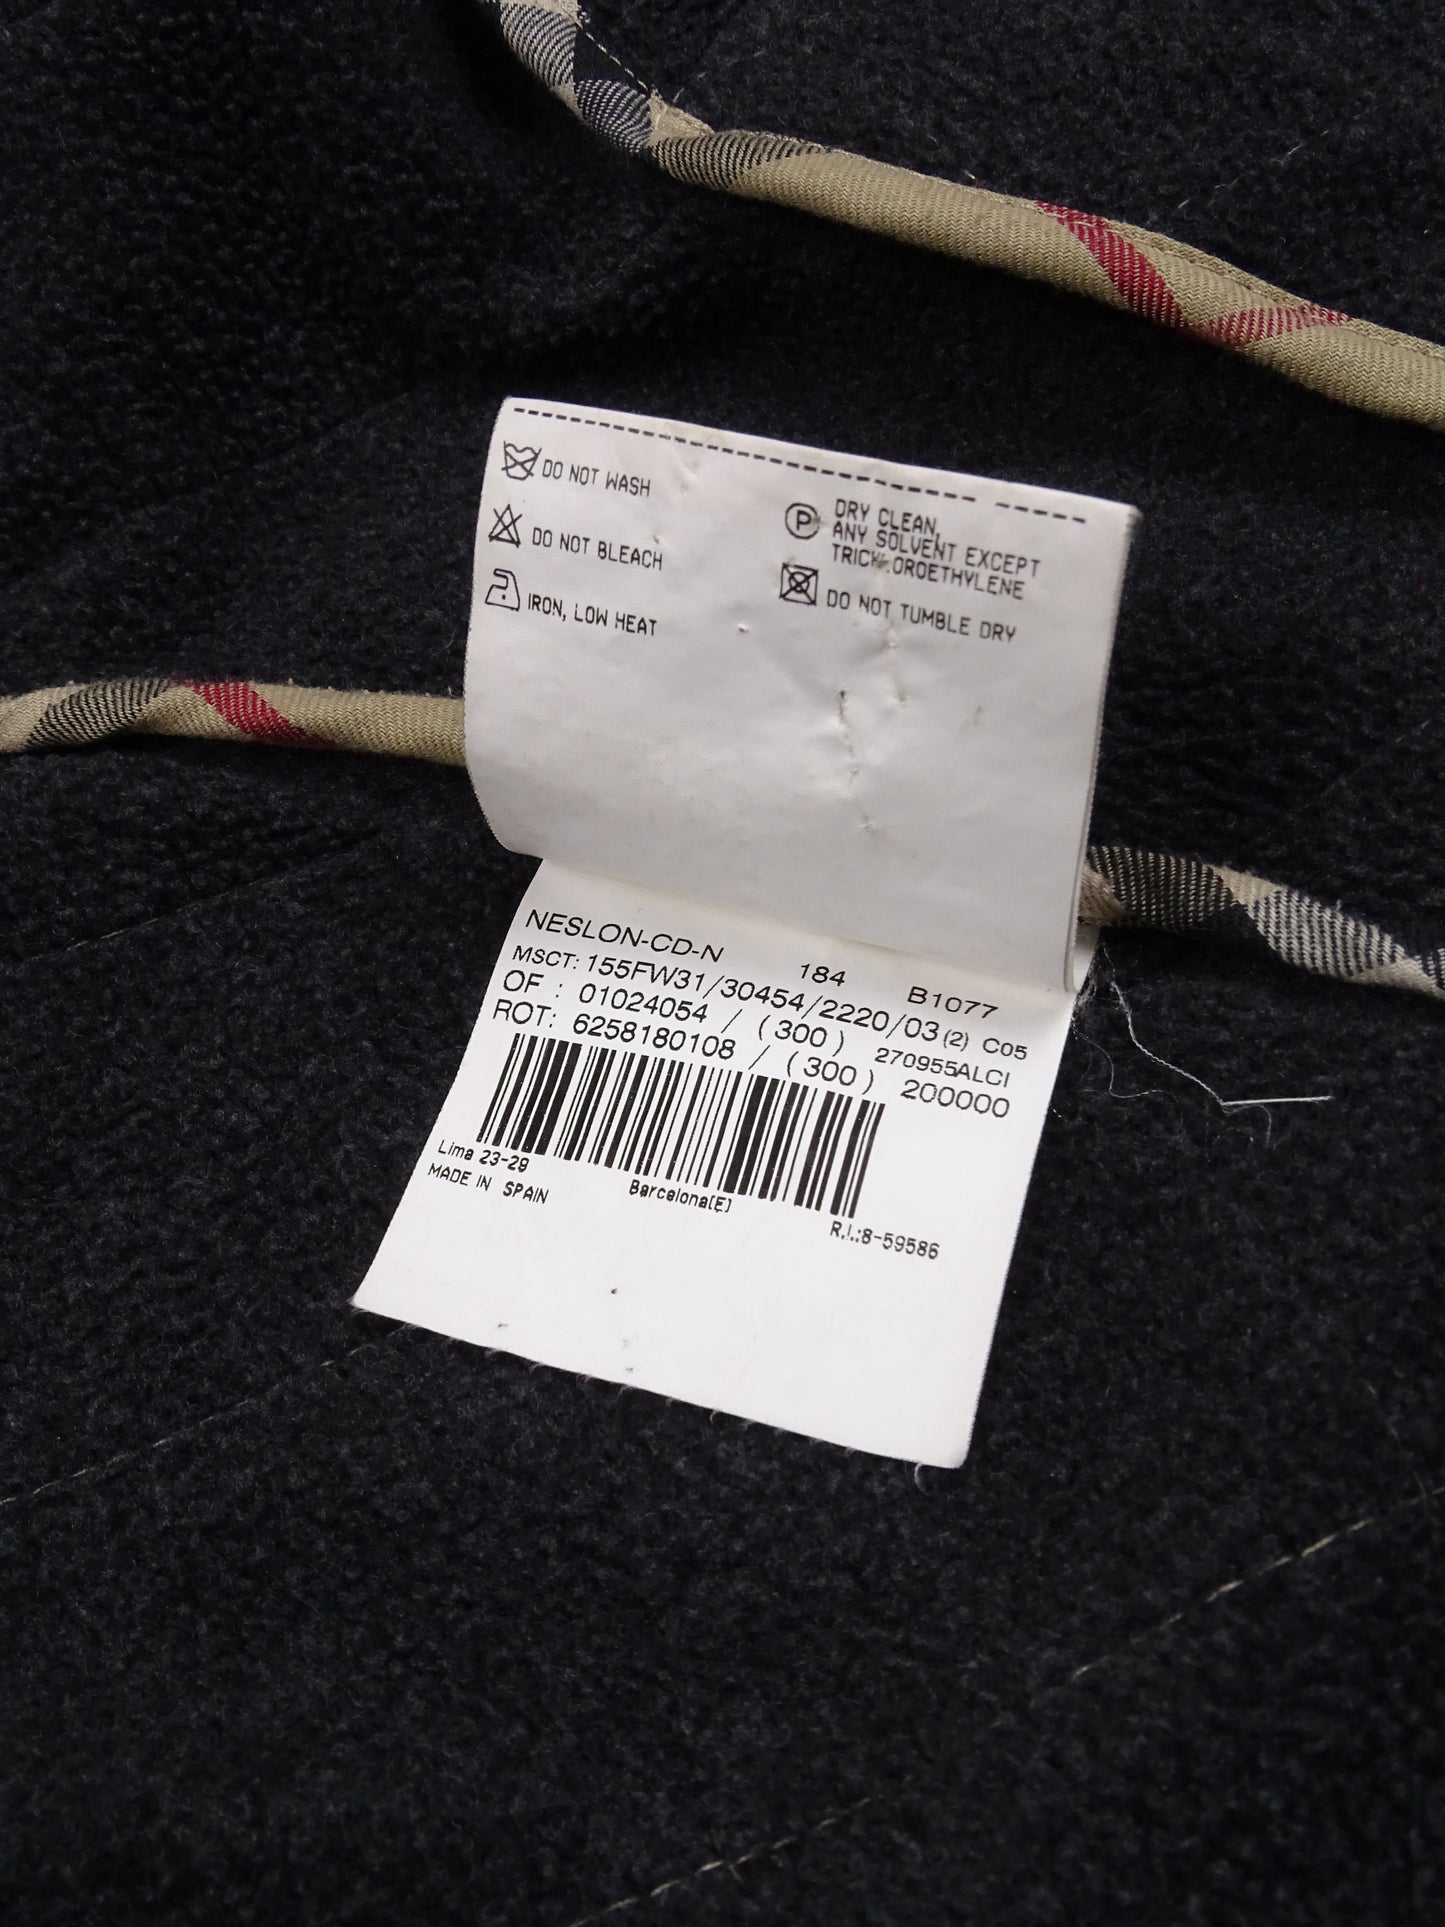 DO NOT WASH
DO NOT BLEACH
IRON, LOW HEAT
P
DRY CLEAN,
ANY SOLVENT EXCEPT
TRICHLOROETHYLENE
DO NOT TUMBLE DRY
NESLON-CD-N 184 B1077
MSCT: 155FW31/30454/2220/03 (2) C05
OF : 01024054 / (300) 270955ALCI
ROT: 6258180108 / (300) 200000
Lima 23-29 Barcelona(E) R.I.:8-59586
MADE IN SPAIN